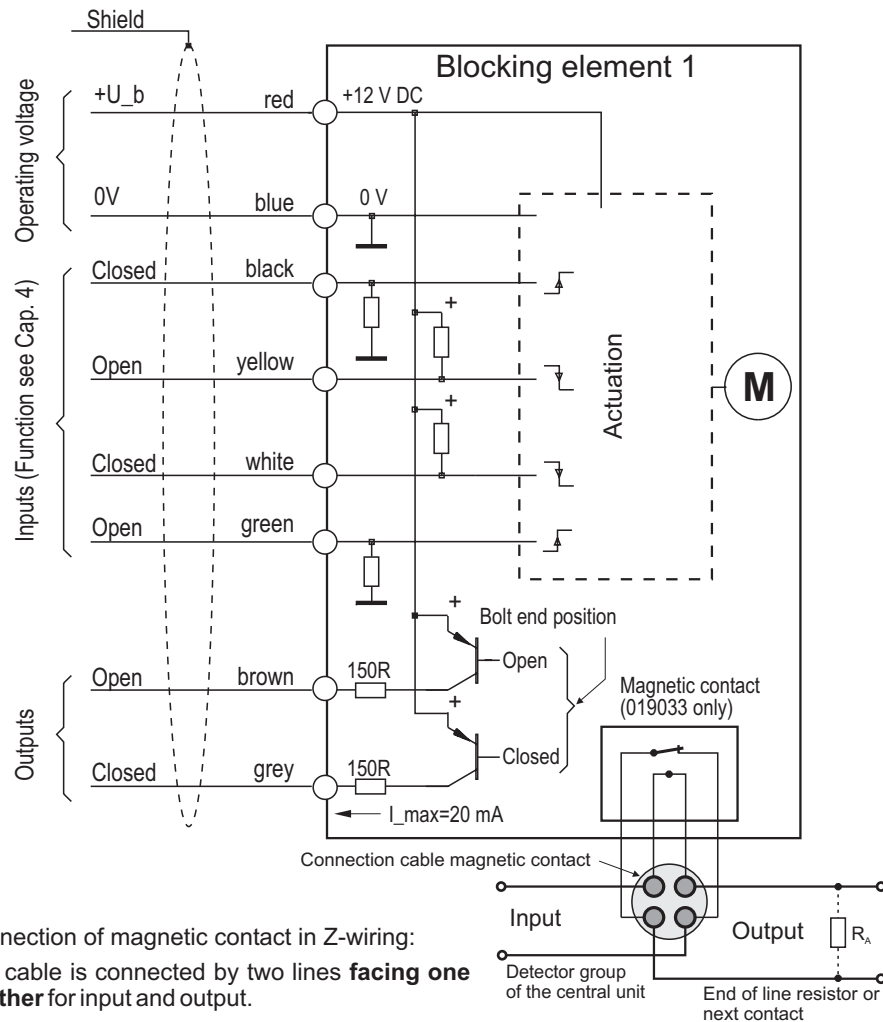 Shield
Blocking element 1
Operating voltage
+U_b
red
+12 V DC
0V
blue
0 V
Inputs (Function see Cap. 4)
Closed
black
+
Open
yellow
+
Closed
white
Open
green
Actuation
M
+
Bolt end position
Outputs
Open
brown
150R
Open
+
Closed
grey
150R
Closed
I_max=20 mA
Magnetic contact
(019033 only)
Connection cable magnetic contact
Input
Output
R_A
Detector group
of the central unit
End of line resistor or
next contact
nnection of magnetic contact in Z-wiring:
cable is connected by two lines facing one
ther for input and output.